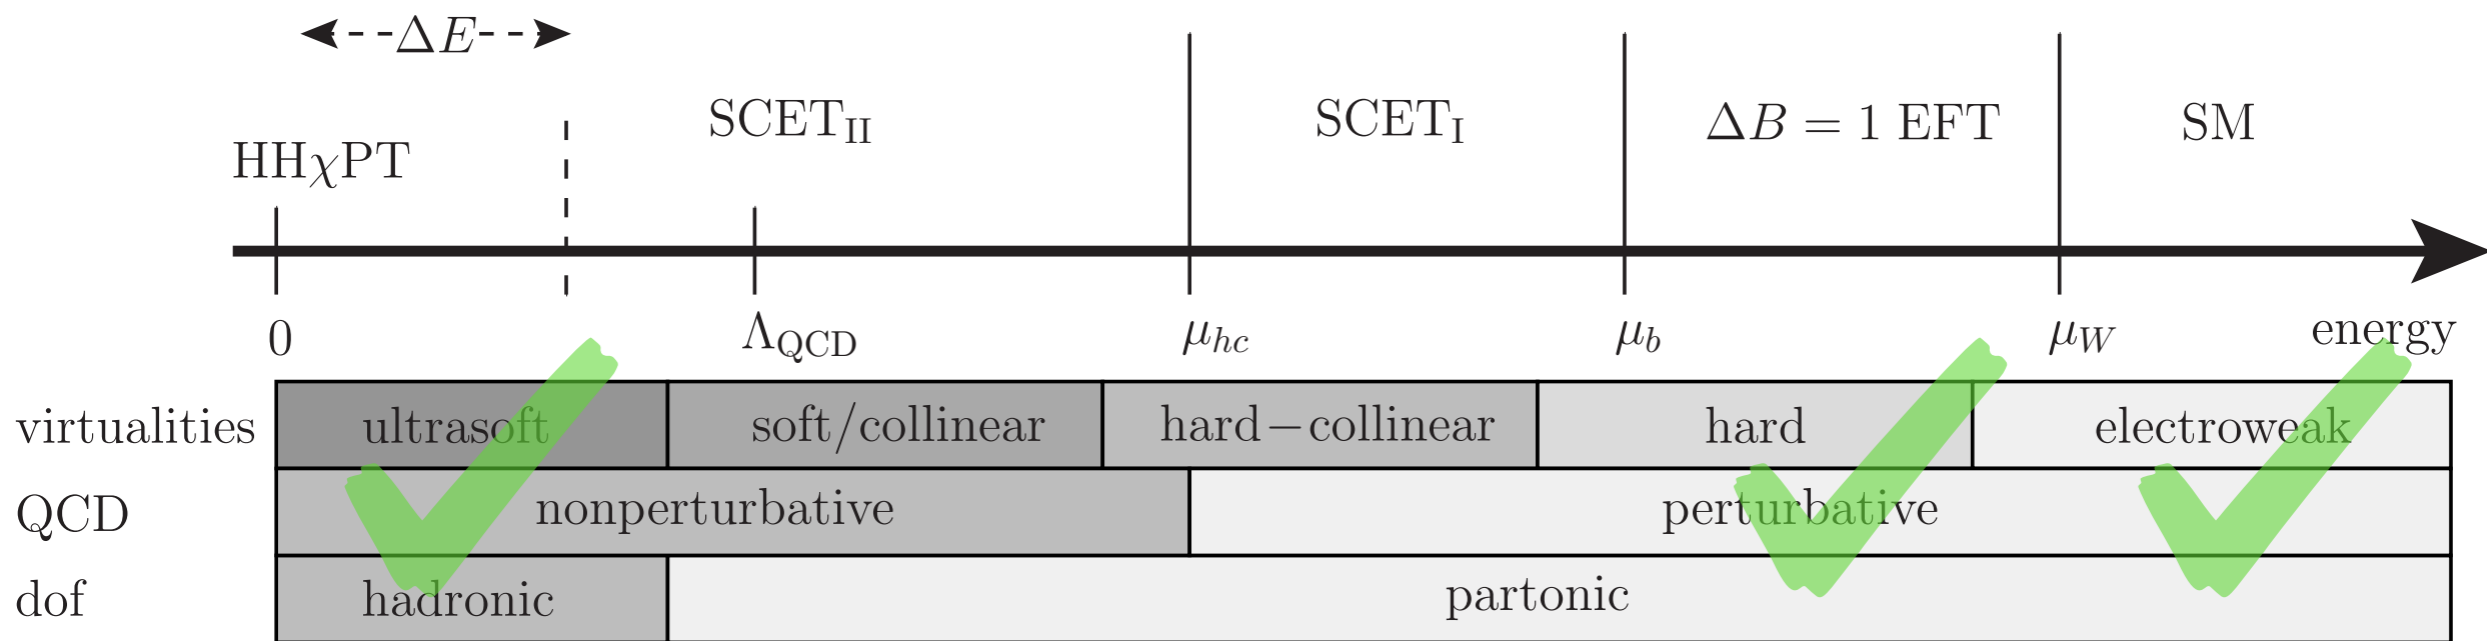 ΔE
SCET_II SCET_I ΔB = 1 EFT SM
HHχPT
0 Λ_QCD μ_hc μ_b μ_W energy
virtualities ultrasoft soft/collinear hard−collinear hard electroweak
QCD nonperturbative perturbative
dof hadronic partonic